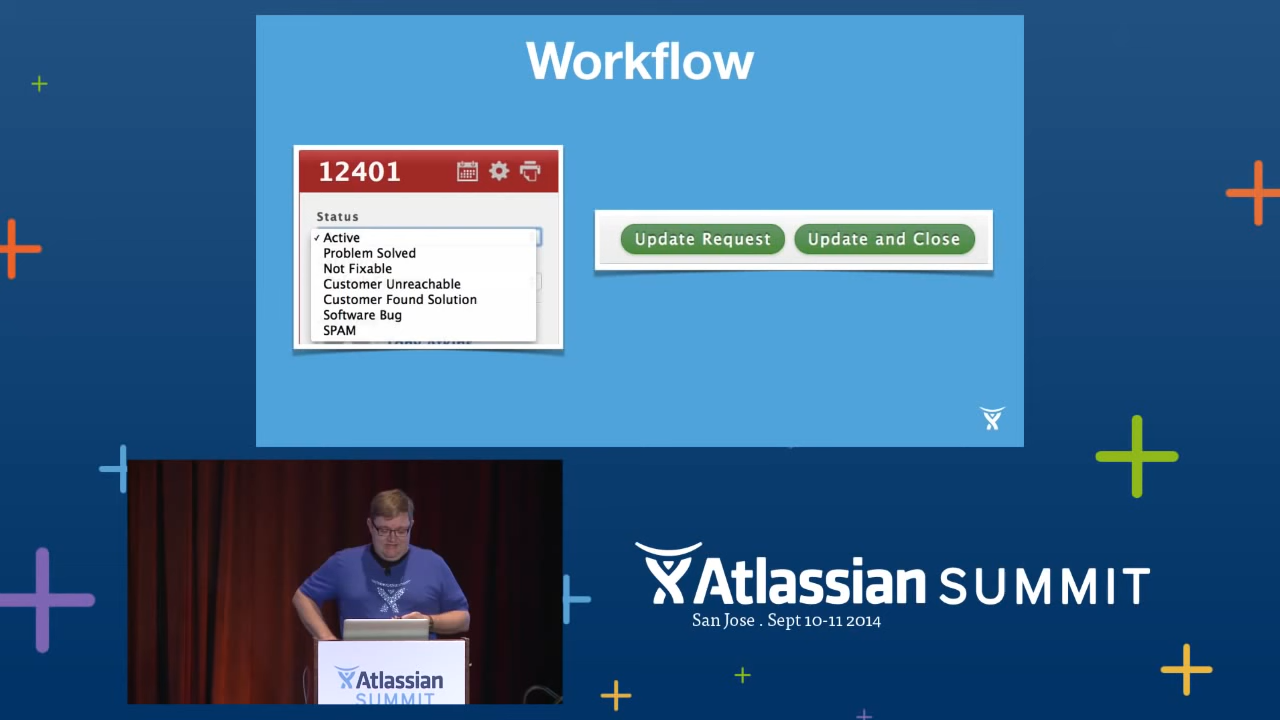 Workflow
12401
Status
✓ Active
Problem Solved
Not Fixable
Customer Unreachable
Customer Found Solution
Software Bug
SPAM
Update Request
Update and Close
Atlassian SUMMIT
San Jose . Sept 10-11 2014
Atlassian
SUMMIT